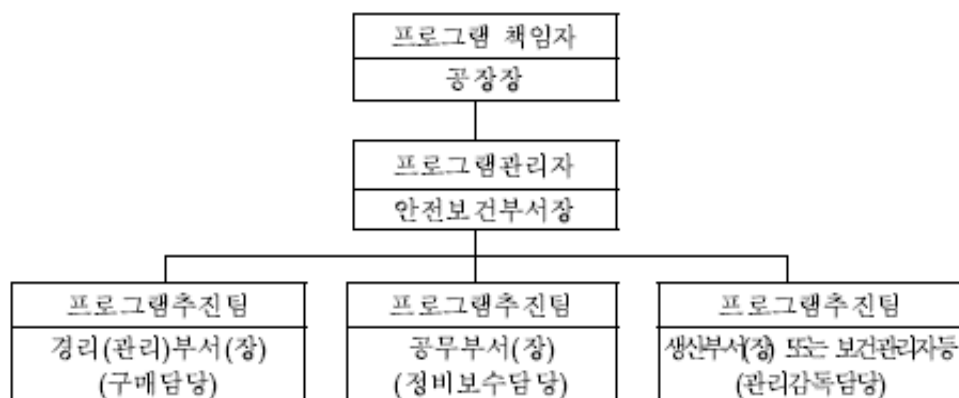 프로그램 책임자
공장장
프로그램관리자
안전보건부서장
프로그램추진팀
경리(관리)부서(장)
(구매담당)
프로그램추진팀
공무부서(장)
(정비보수담당)
프로그램추진팀
생산부서(장) 또는 보건관리자등
(관리감독담당)